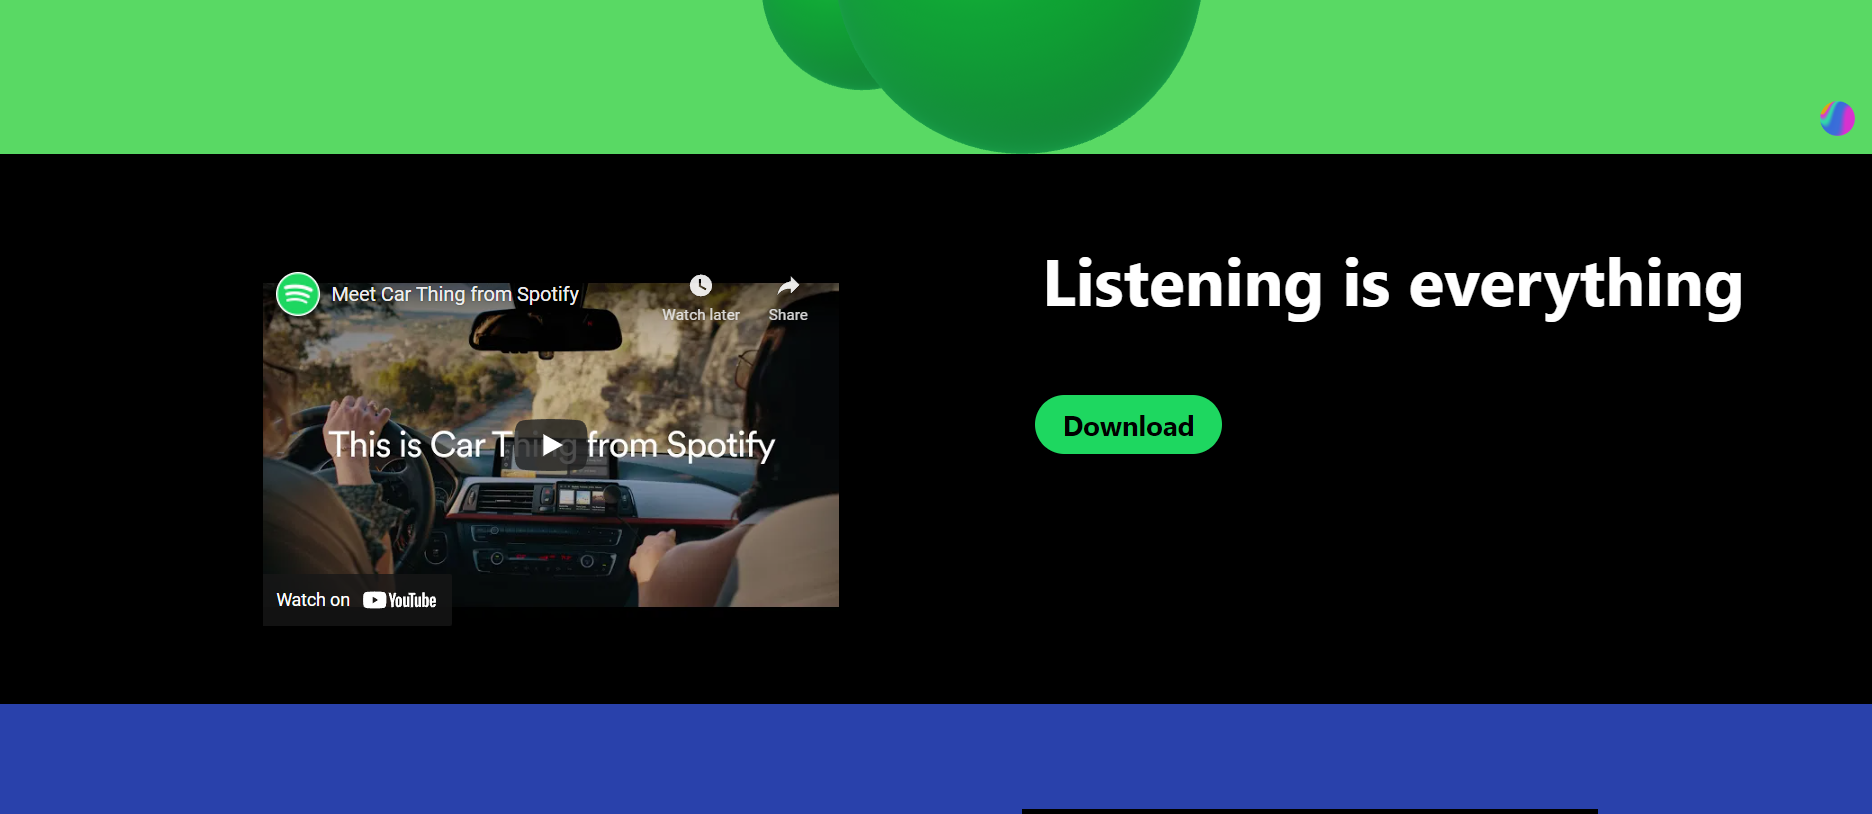 Meet Car Thing from Spotify
Watch later
Share
This is Car Thing from Spotify
Watch on YouTube
Listening is everything
Download